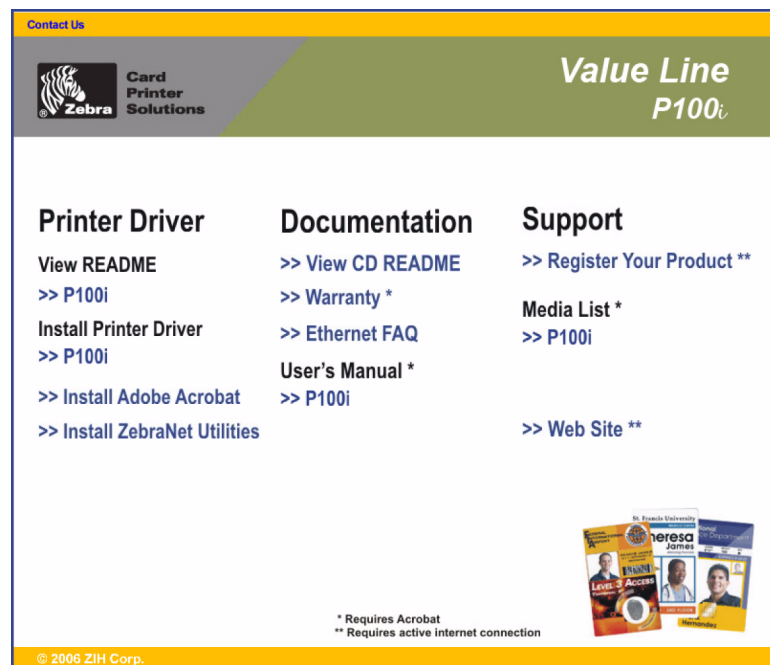 Contact Us
Card
Printer
Solutions
® Zebra
Value Line
P100i
Printer Driver
View README
>> P100i
Install Printer Driver
>> P100i
>> Install Adobe Acrobat
>> Install ZebraNet Utilities
Documentation
>> View CD README
>> Warranty *
>> Ethernet FAQ
User's Manual *
>> P100i
Support
>> Register Your Product **
Media List *
>> P100i
>> Web Site **
St. Francis University
heresa
James
Level 3 Access
Hernandez
* Requires Acrobat
** Requires active internet connection
© 2006 ZIH Corp.